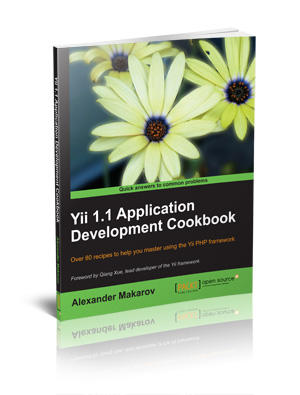 Yii 1.1 Application Development Cookbook
Alexander Makarov
Quick answers to common problems
Yii 1.1 Application
Development Cookbook
Over 80 recipes to help you master using the Yii PHP framework
Foreword by Qiang Xue, lead developer of the Yii framework
Alexander Makarov
open source